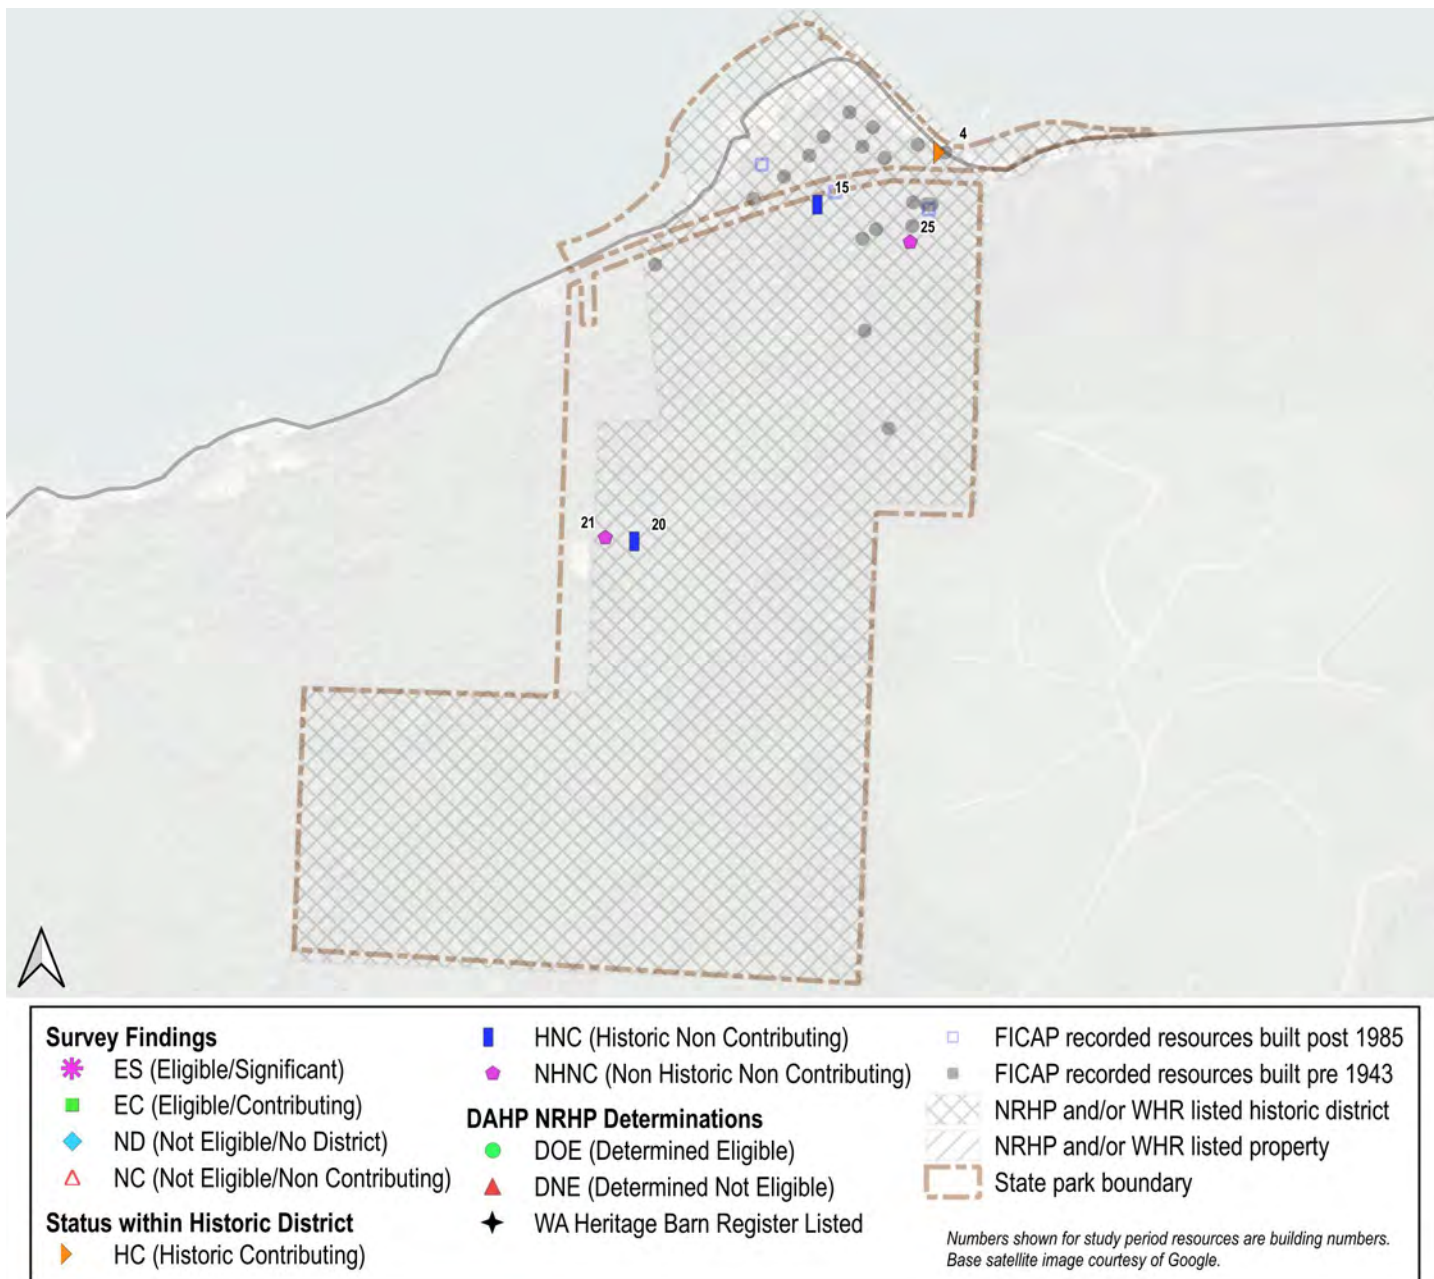 4
15
25
21
20
Survey Findings
ES (Eligible/Significant)
EC (Eligible/Contributing)
ND (Not Eligible/No District)
NC (Not Eligible/Non Contributing)
Status within Historic District
HC (Historic Contributing)
HNC (Historic Non Contributing)
NHNC (Non Historic Non Contributing)
DAHP NRHP Determinations
DOE (Determined Eligible)
DNE (Determined Not Eligible)
WA Heritage Barn Register Listed
FICAP recorded resources built post 1985
FICAP recorded resources built pre 1943
NRHP and/or WHR listed historic district
NRHP and/or WHR listed property
State park boundary
Numbers shown for study period resources are building numbers.
Base satellite image courtesy of Google.